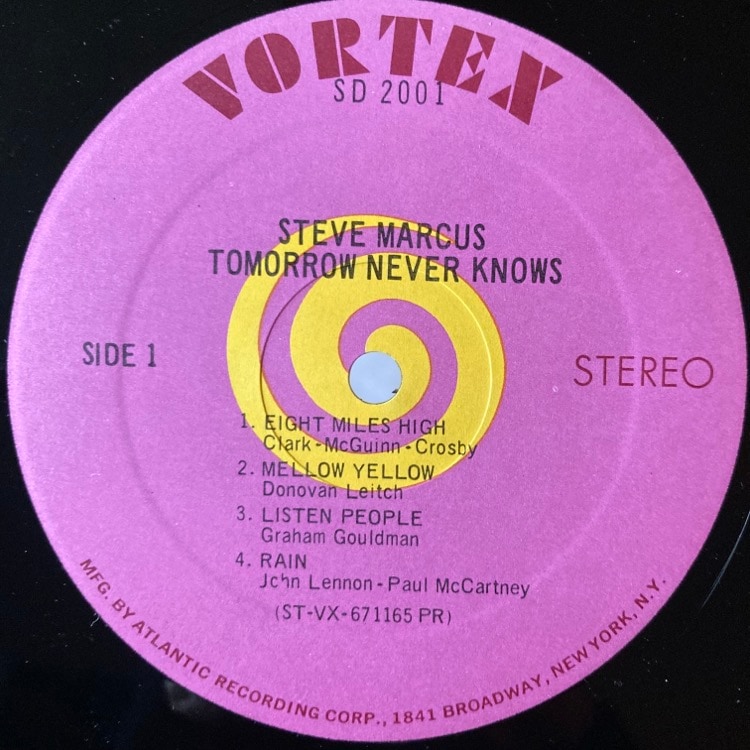 VORTEX
SD 2001
STEVE MARCUS
TOMORROW NEVER KNOWS
SIDE 1
STEREO
1. EIGHT MILES HIGH
Clark-McGuinn-Crosby
2. MELLOW YELLOW
Donovan Leitch
3. LISTEN PEOPLE
Graham Gouldman
4. RAIN
John Lennon-Paul McCartney
(ST-VX-671165 PR)
MFG. BY ATLANTIC RECORDING CORP., 1841 BROADWAY, NEW YORK, N.Y.